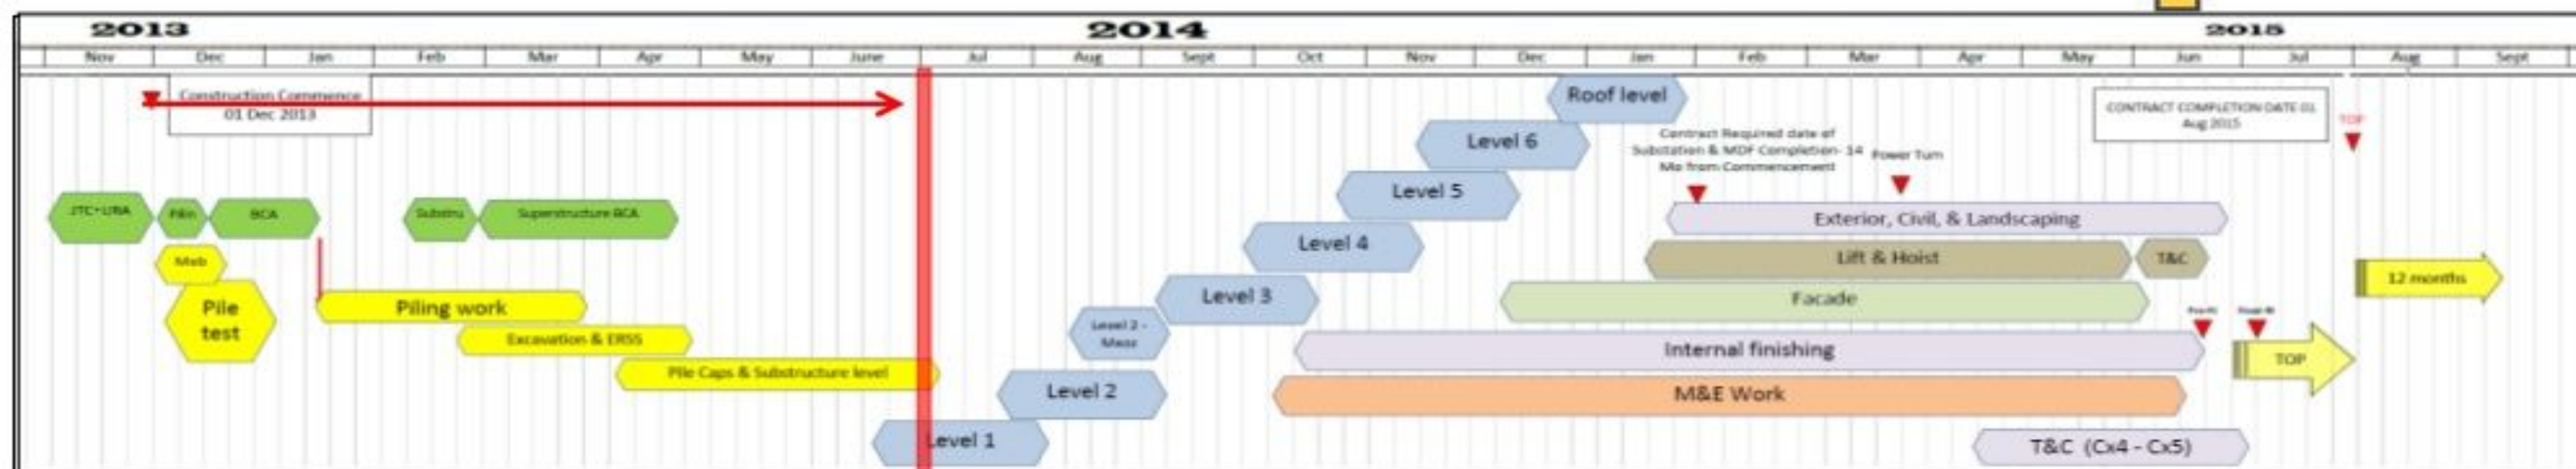 2013
2014
2015
Nov Dec Jan Feb Mar Apr May June Jul Aug Sept Oct Nov Dec Jan Feb Mar Apr May Jun Jul Aug Sept
Construction Commence
01 Dec 2013
Roof level
CONTRACT COMPLETION DATE 01
Aug 2015
TOP
Level 6
Contract Required date of
Substation & MDF Completion- 14
Mo from Commencement
Power Turn
Level 5
JTC+URA
BCA
Substru
Superstructure BCA
Exterior, Civil, & Landscaping
Level 4
Mob
Lift & Hoist
T&C
12 months
Pile
test
Piling work
Level 3
Facade
Excavation & ERSS
Level 2 -
Mezz
Internal finishing
TOP
Pile Caps & Substructure level
Level 2
M&E Work
Level 1
T&C (Cx4 - Cx5)